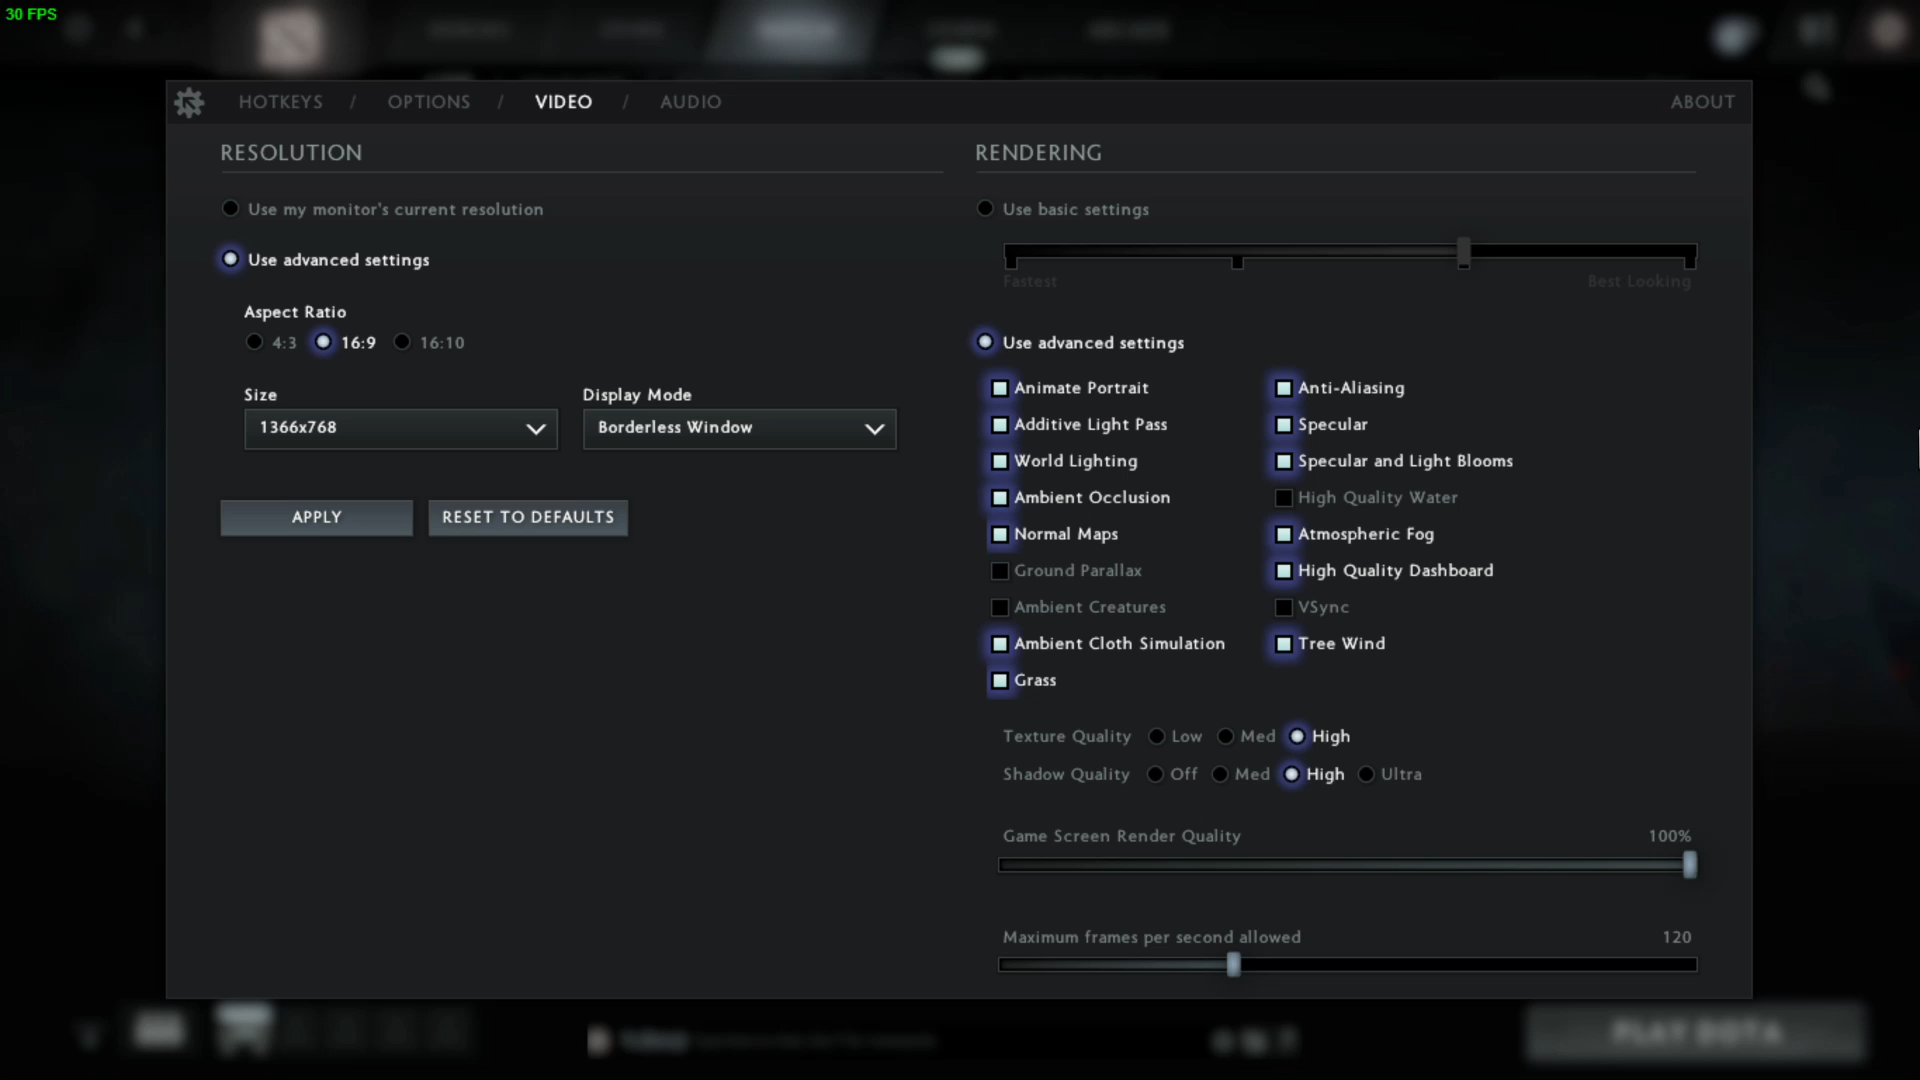 30 FPS
HOTKEYS / OPTIONS / VIDEO / AUDIO
ABOUT
RESOLUTION
Use my monitor's current resolution
Use advanced settings
Aspect Ratio
4:3 16:9 16:10
Size
Display Mode
1366x768
Borderless Window
APPLY
RESET TO DEFAULTS
RENDERING
Use basic settings
Fastest
Best Looking
Use advanced settings
Animate Portrait
Additive Light Pass
World Lighting
Ambient Occlusion
Normal Maps
Ground Parallax
Ambient Creatures
Ambient Cloth Simulation
Grass
Anti-Aliasing
Specular
Specular and Light Blooms
High Quality Water
Atmospheric Fog
High Quality Dashboard
VSync
Tree Wind
Texture Quality Low Med High
Shadow Quality Off Med High Ultra
Game Screen Render Quality 100%
Maximum frames per second allowed 120
PLAY DOTA